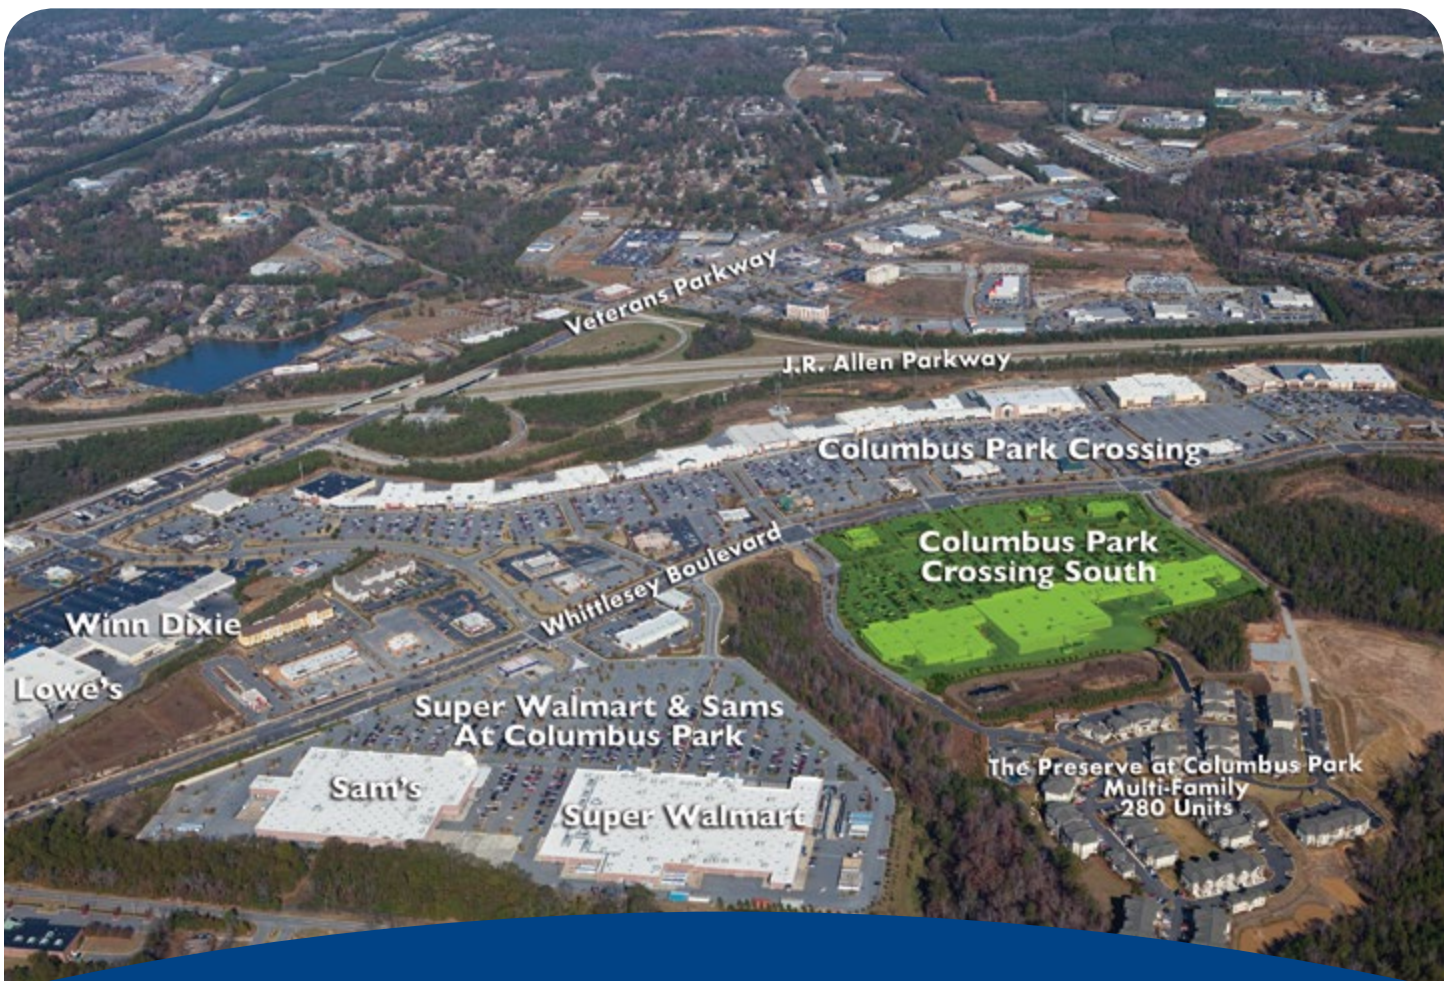 Veterans Parkway
J.R. Allen Parkway
Columbus Park Crossing
Columbus Park
Crossing South
Whittlesey Boulevard
Winn Dixie
Lowe's
Super Walmart & Sams
At Columbus Park
Sam's
Super Walmart
The Preserve at Columbus Park
Multi-Family
280 Units